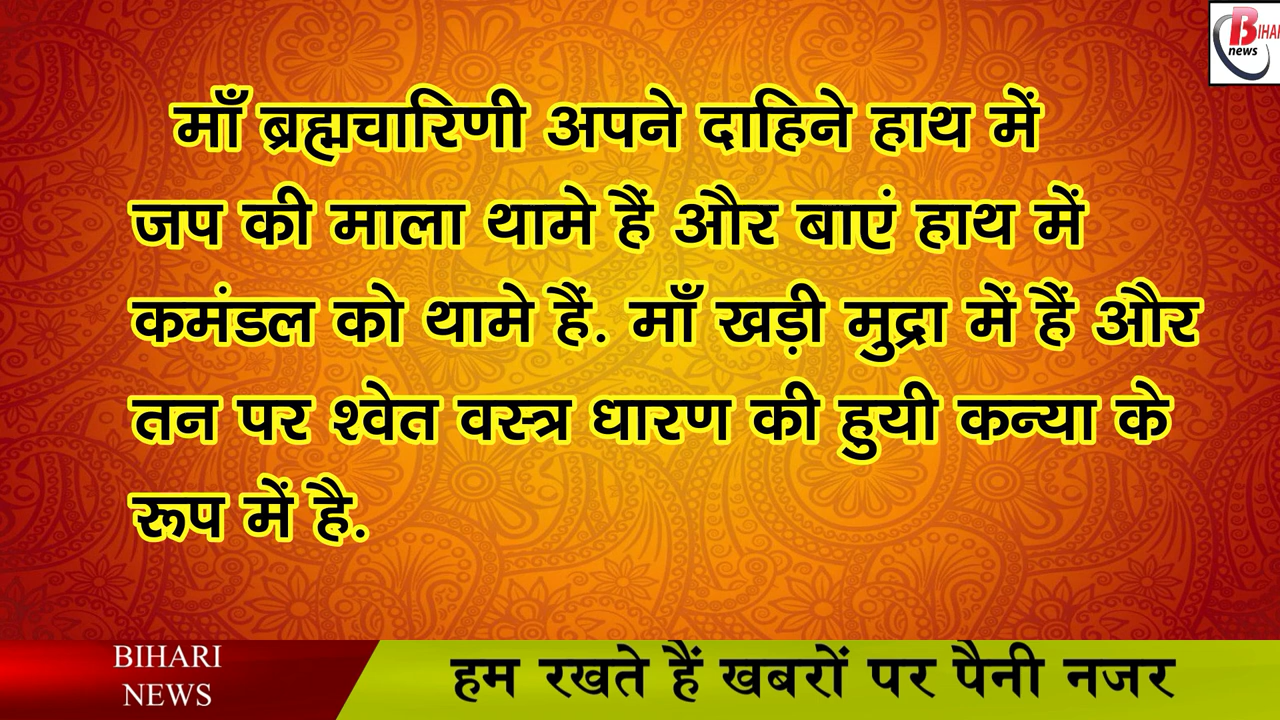 BIHARI
news
माँ ब्रह्मचारिणी अपने दाहिने हाथ में
जप की माला थामे हैं और बाएं हाथ में
कमंडल को थामे हैं. माँ खड़ी मुद्रा में हैं और
तन पर श्वेत वस्त्र धारण की हुयी कन्या के
रूप में है.
BIHARI
NEWS
हम रखते हैं खबरों पर पैनी नजर